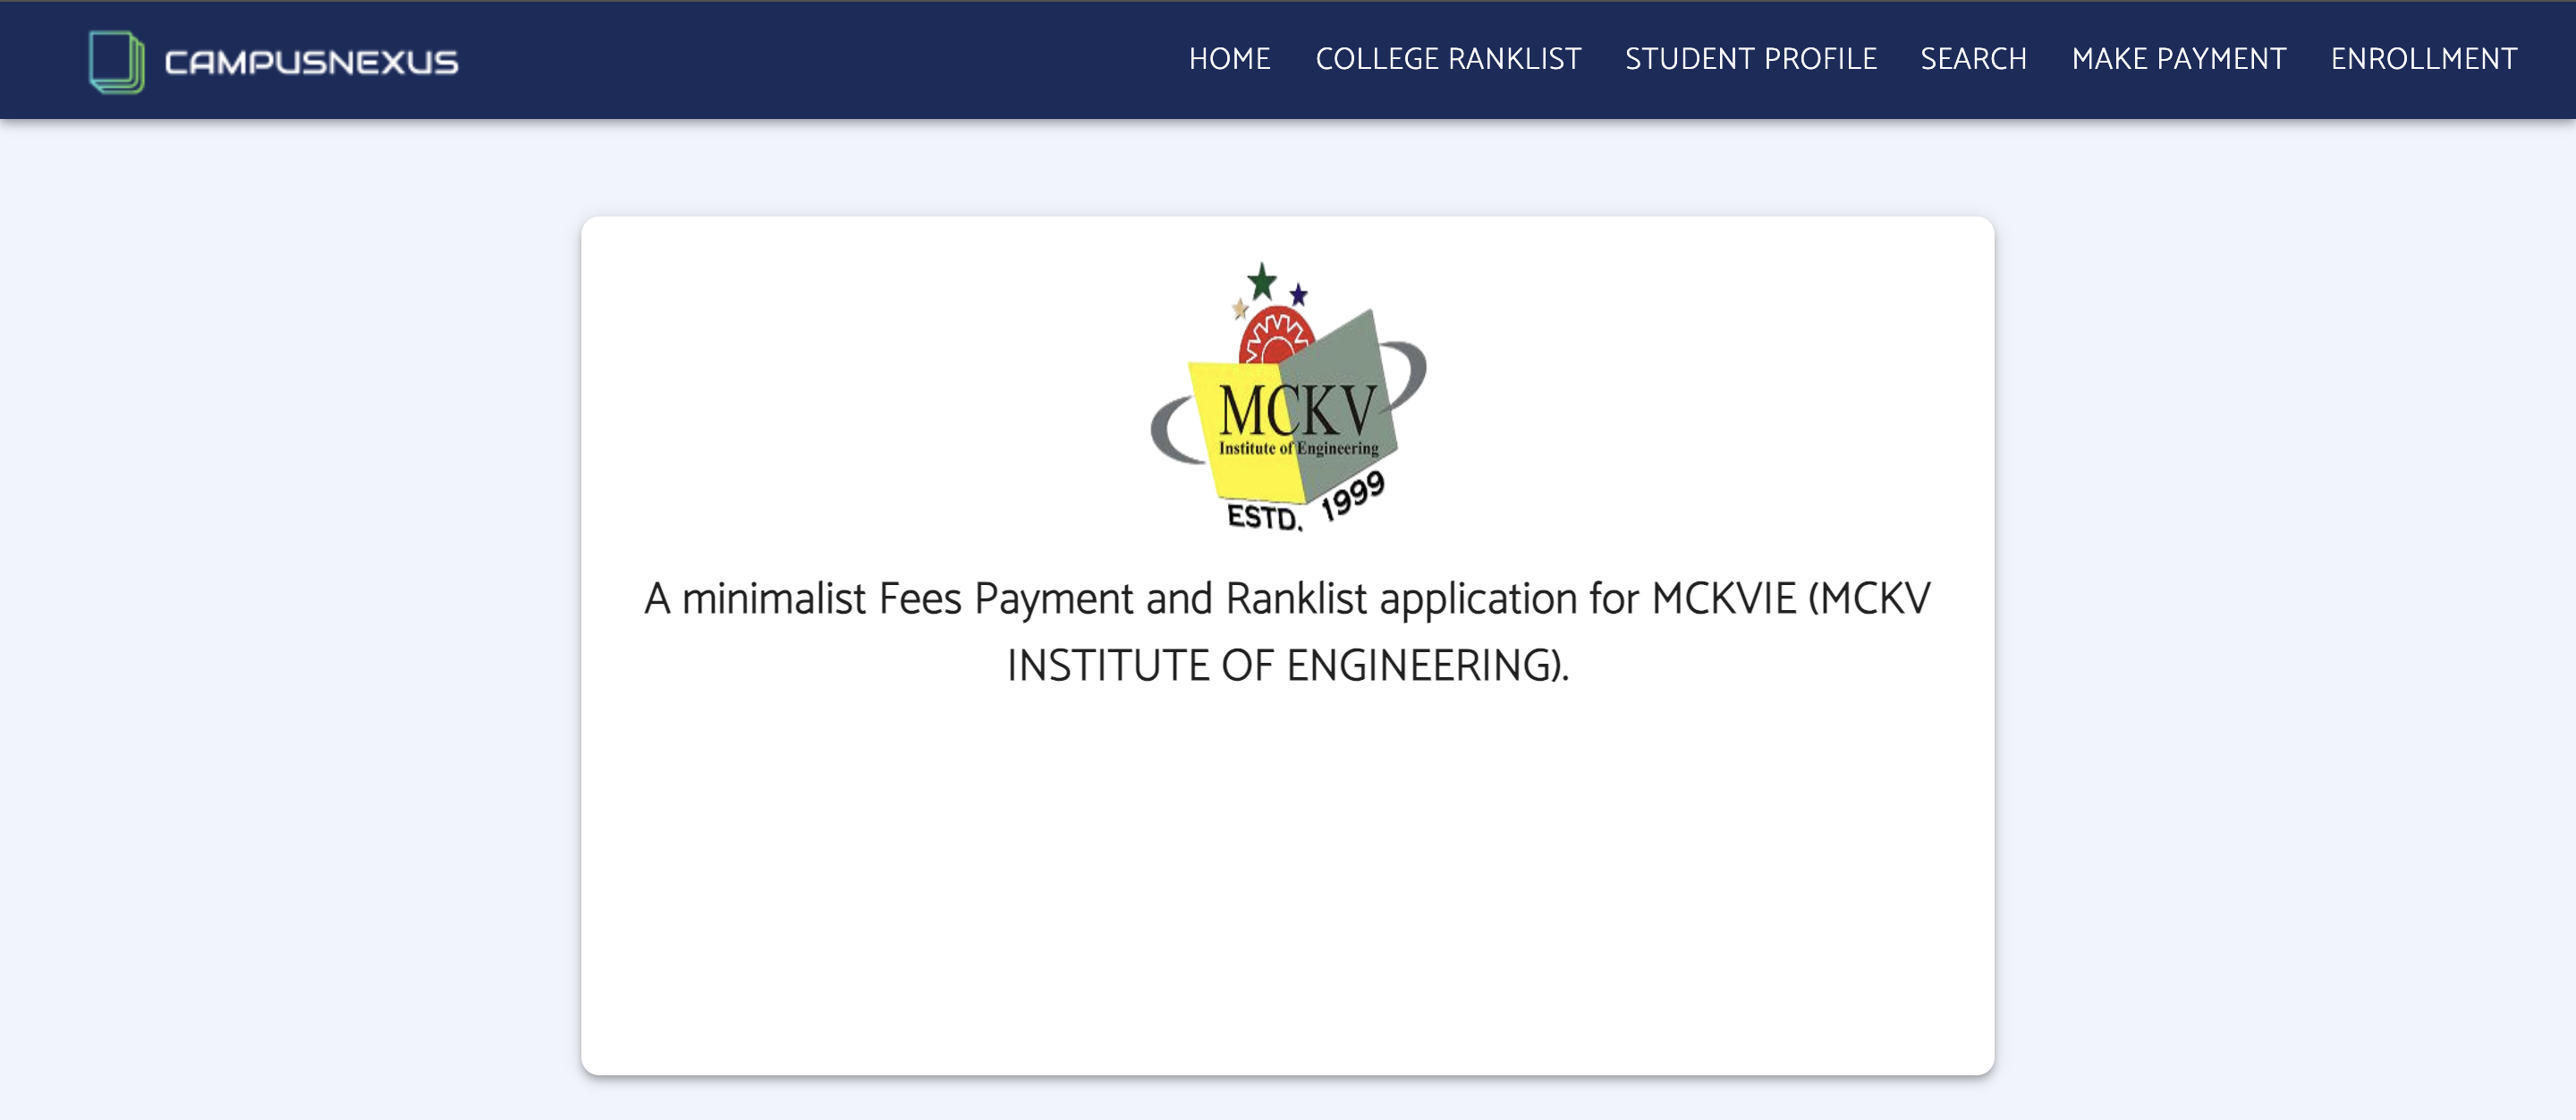 CAMPUSNEXUS
HOME COLLEGE RANKLIST STUDENT PROFILE SEARCH MAKE PAYMENT ENROLLMENT
MCKV
Institute of Engineering
ESTD. 1999
A minimalist Fees Payment and Ranklist application for MCKVIE (MCKV
INSTITUTE OF ENGINEERING).